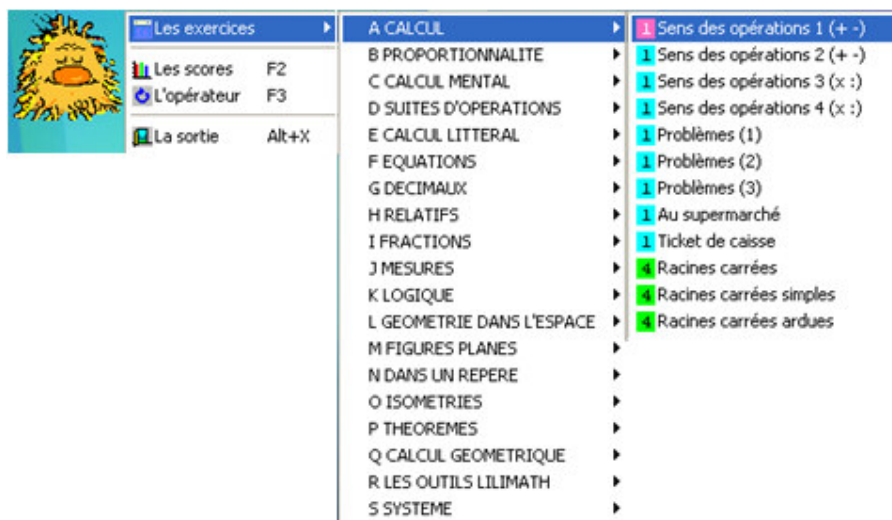 Les exercices
Les scores F2
L'opérateur F3
La sortie Alt+X
A CALCUL
B PROPORTIONNALITE
C CALCUL MENTAL
D SUITES D'OPERATIONS
E CALCUL LITTERAL
F EQUATIONS
G DECIMAUX
H RELATIFS
I FRACTIONS
J MESURES
K LOGIQUE
L GEOMETRIE DANS L'ESPACE
M FIGURES PLANES
N DANS UN REPERE
O ISOMETRIES
P THEOREMES
Q CALCUL GEOMETRIQUE
R LES OUTILS LILIMATH
S SYSTEME
1 Sens des opérations 1 (+ -)
1 Sens des opérations 2 (+ -)
1 Sens des opérations 3 (x :)
1 Sens des opérations 4 (x :)
1 Problèmes (1)
1 Problèmes (2)
1 Problèmes (3)
1 Au supermarché
1 Ticket de caisse
4 Racines carrées
4 Racines carrées simples
4 Racines carrées ardues